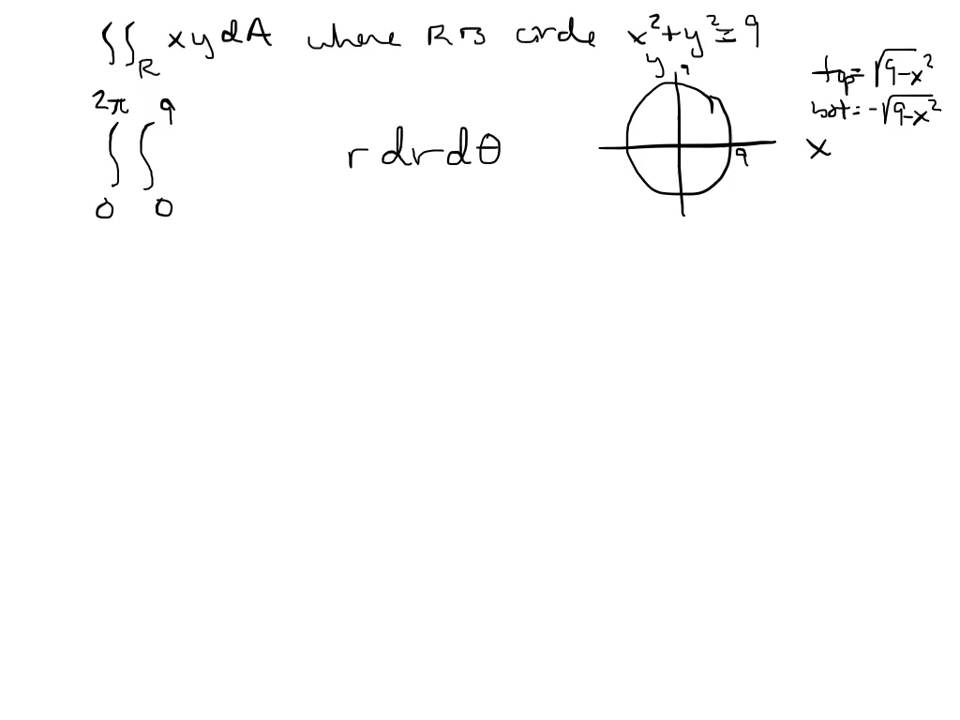 ∫∫_R xy dA where R is circle x²+y²=9
y 9
top = √9-x²
bot = -√9-x²
2π 9
∫ ∫ r dr dθ
0 0
9 x